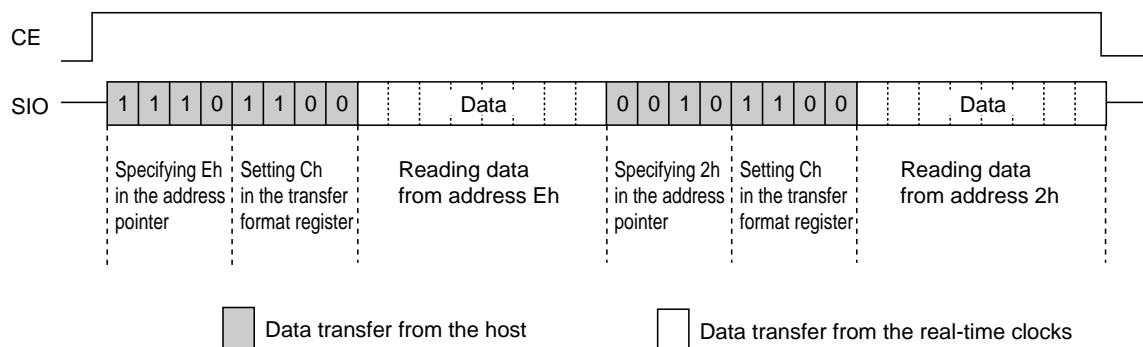 CE
SIO
1 1 1 0 1 1 0 0 Data 0 0 1 0 1 1 0 0 Data
Specifying Eh
in the address
pointer
Setting Ch
in the transfer
format register
Reading data
from address Eh
Specifying 2h
in the address
pointer
Setting Ch
in the transfer
format register
Reading data
from address 2h
Data transfer from the host
Data transfer from the real-time clocks